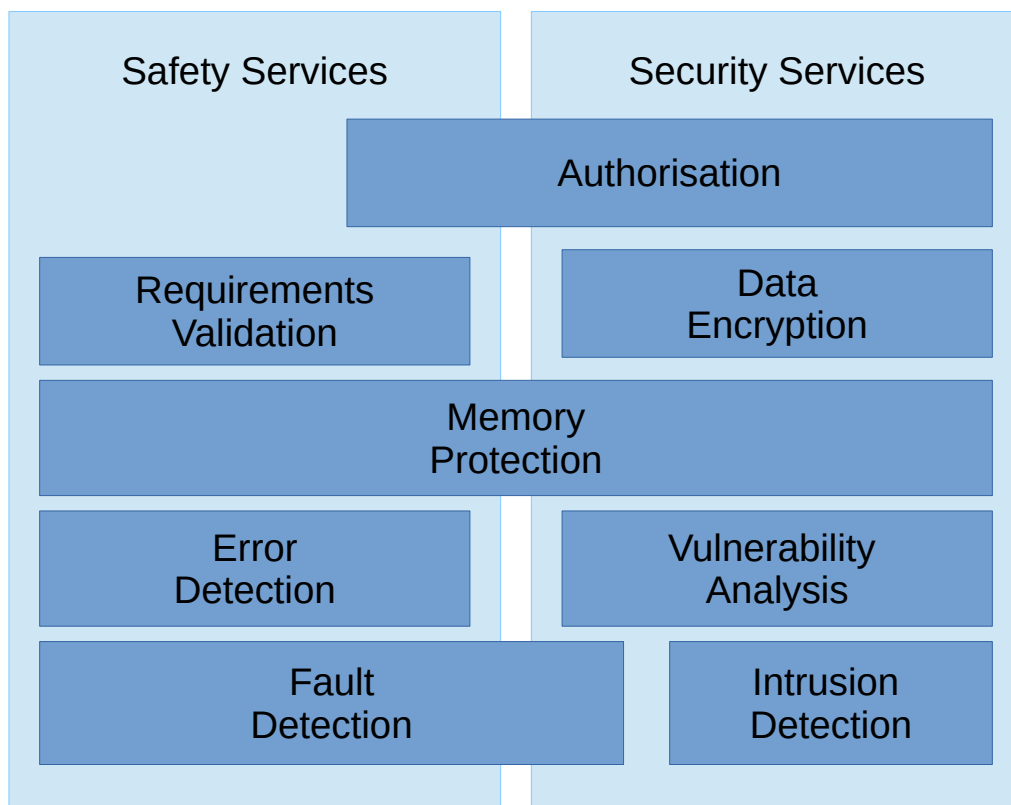 Safety Services
Security Services
Authorisation
Requirements
Validation
Data
Encryption
Memory
Protection
Error
Detection
Vulnerability
Analysis
Fault
Detection
Intrusion
Detection